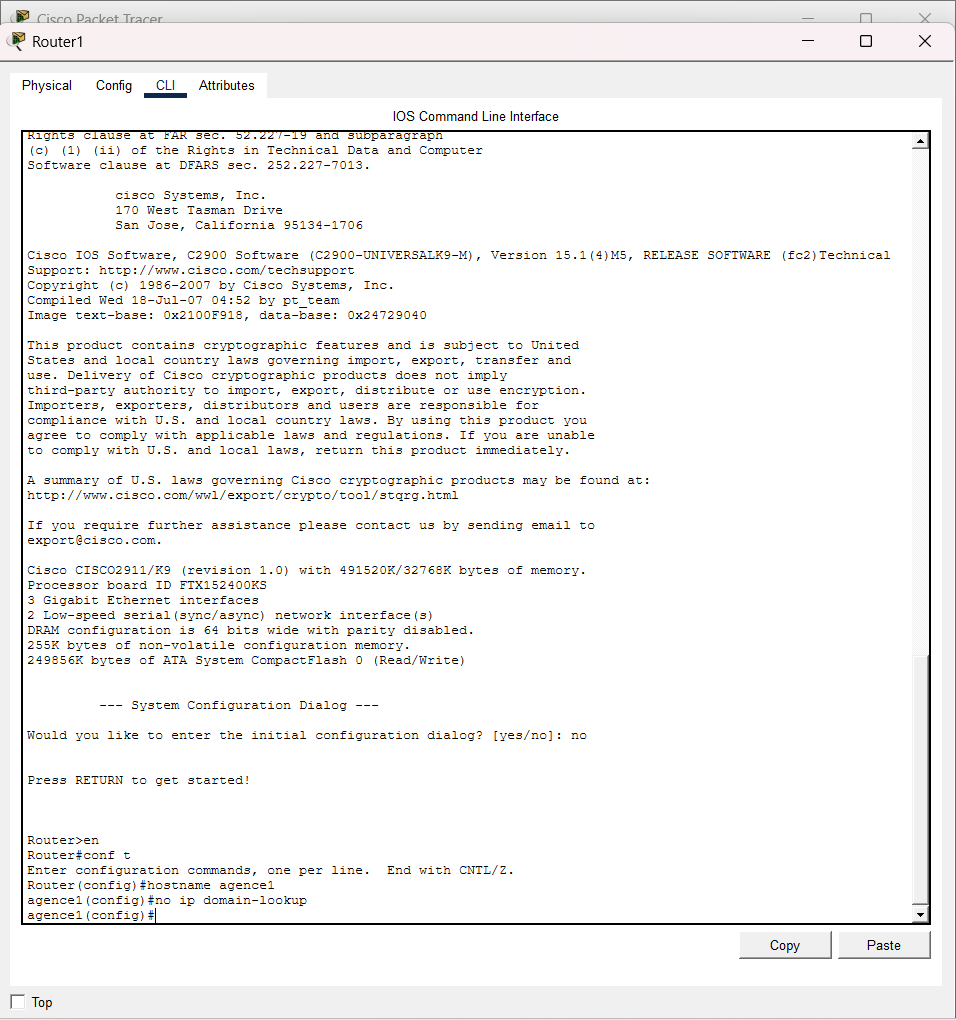 Cisco Packet Tracer
Router1
Physical Config CLI Attributes
IOS Command Line Interface
Rights clause at FAR sec. 52.227-19 and subparagraph
(c) (1) (ii) of the Rights in Technical Data and Computer
Software clause at DFARS sec. 252.227-7013.
cisco Systems, Inc.
170 West Tasman Drive
San Jose, California 95134-1706
Cisco IOS Software, C2900 Software (C2900-UNIVERSALK9-M), Version 15.1(4)M5, RELEASE SOFTWARE (fc2)Technical
Support: http://www.cisco.com/techsupport
Copyright (c) 1986-2007 by Cisco Systems, Inc.
Compiled Wed 18-Jul-07 04:52 by pt_team
Image text-base: 0x2100F918, data-base: 0x24729040
This product contains cryptographic features and is subject to United
States and local country laws governing import, export, transfer and
use. Delivery of Cisco cryptographic products does not imply
third-party authority to import, export, distribute or use encryption.
Importers, exporters, distributors and users are responsible for
compliance with U.S. and local country laws. By using this product you
agree to comply with applicable laws and regulations. If you are unable
to comply with U.S. and local laws, return this product immediately.
A summary of U.S. laws governing Cisco cryptographic products may be found at:
http://www.cisco.com/wwl/export/crypto/tool/stqrg.html
If you require further assistance please contact us by sending email to
export@cisco.com.
Cisco CISCO2911/K9 (revision 1.0) with 491520K/32768K bytes of memory.
Processor board ID FTX152400KS
3 Gigabit Ethernet interfaces
2 Low-speed serial(sync/async) network interface(s)
DRAM configuration is 64 bits wide with parity disabled.
255K bytes of non-volatile configuration memory.
249856K bytes of ATA System CompactFlash 0 (Read/Write)
--- System Configuration Dialog ---
Would you like to enter the initial configuration dialog? [yes/no]: no
Press RETURN to get started!
Router>en
Router#conf t
Enter configuration commands, one per line.  End with CNTL/Z.
Router(config)#hostname agence1
agence1(config)#no ip domain-lookup
agence1(config)#
Copy Paste
Top